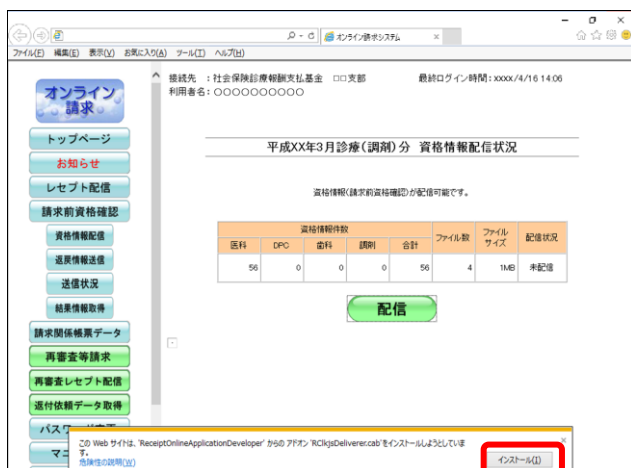 オンライン請求システム
ファイル(F) 編集(E) 表示(V) お気に入り(A) ツール(T) ヘルプ(H)
接続先 :社会保険診療報酬支払基金 □□支部 最終ログイン時間:xxxx/4/16 14:06
利用者名:○○○○○○○○○○
オンライン
請求
トップページ
お知らせ
レセプト配信
請求前資格確認
資格情報配信
返戻情報送信
送信状況
結果情報取得
請求関係帳票データ
再審査等請求
再審査レセプト配信
返付依頼データ取得
平成XX年3月診療(調剤)分 資格情報配信状況
資格情報(請求前資格確認)が配信可能です。
資格情報件数 ファイル数 ファイルサイズ 配信状況
医科 DPC 歯科 調剤 合計
56 0 0 0 56 4 1MB 未配信
配信
この Web サイトは、'ReceiptOnlineApplicationDeveloper' からの アドオン 'RClkjsDeliverer.cab'をインストールしようとしていま
す。
危険性の説明(W)
インストール(I)